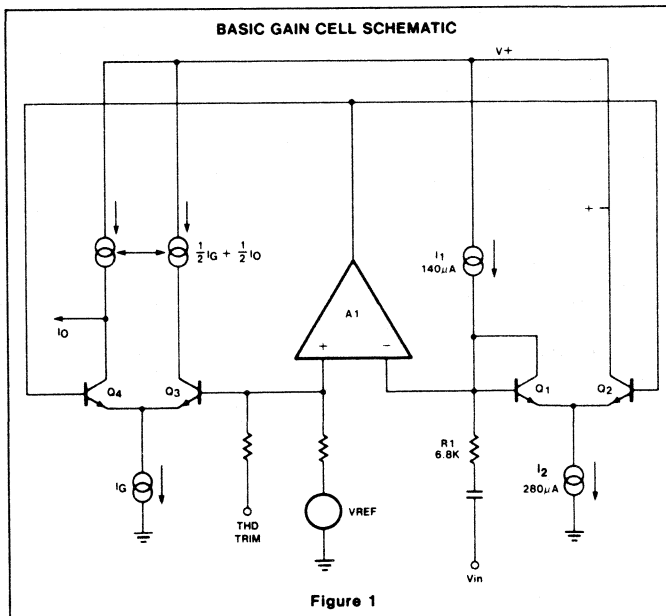 BASIC GAIN CELL SCHEMATIC
V+
+ -
1/2 IG + 1/2 IO
I1
140μA
A1
+ -
IO
Q4
Q3
Q1
Q2
R1
6.8K
I2
280μA
IG
THD
TRIM
VREF
Vin
Figure 1